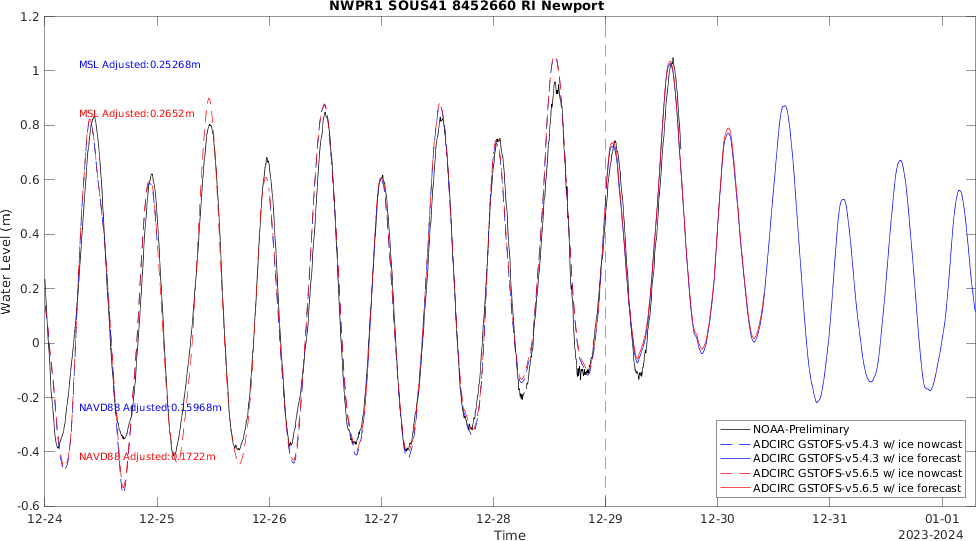 NWPR1 SOUS41 8452660 RI Newport
1.2
1
0.8
0.6
0.4
0.2
0
-0.2
-0.4
-0.6
Water Level (m)
MSL Adjusted:0.25268m
MSL Adjusted:0.2652m
NAVD88 Adjusted:0.15968m
NAVD88 Adjusted:0.1722m
NOAA-Preliminary
ADCIRC GSTOFS-v5.4.3 w/ ice nowcast
ADCIRC GSTOFS-v5.4.3 w/ ice forecast
ADCIRC GSTOFS-v5.6.5 w/ ice nowcast
ADCIRC GSTOFS-v5.6.5 w/ ice forecast
12-24 12-25 12-26 12-27 12-28 12-29 12-30 12-31 01-01
Time
2023-2024